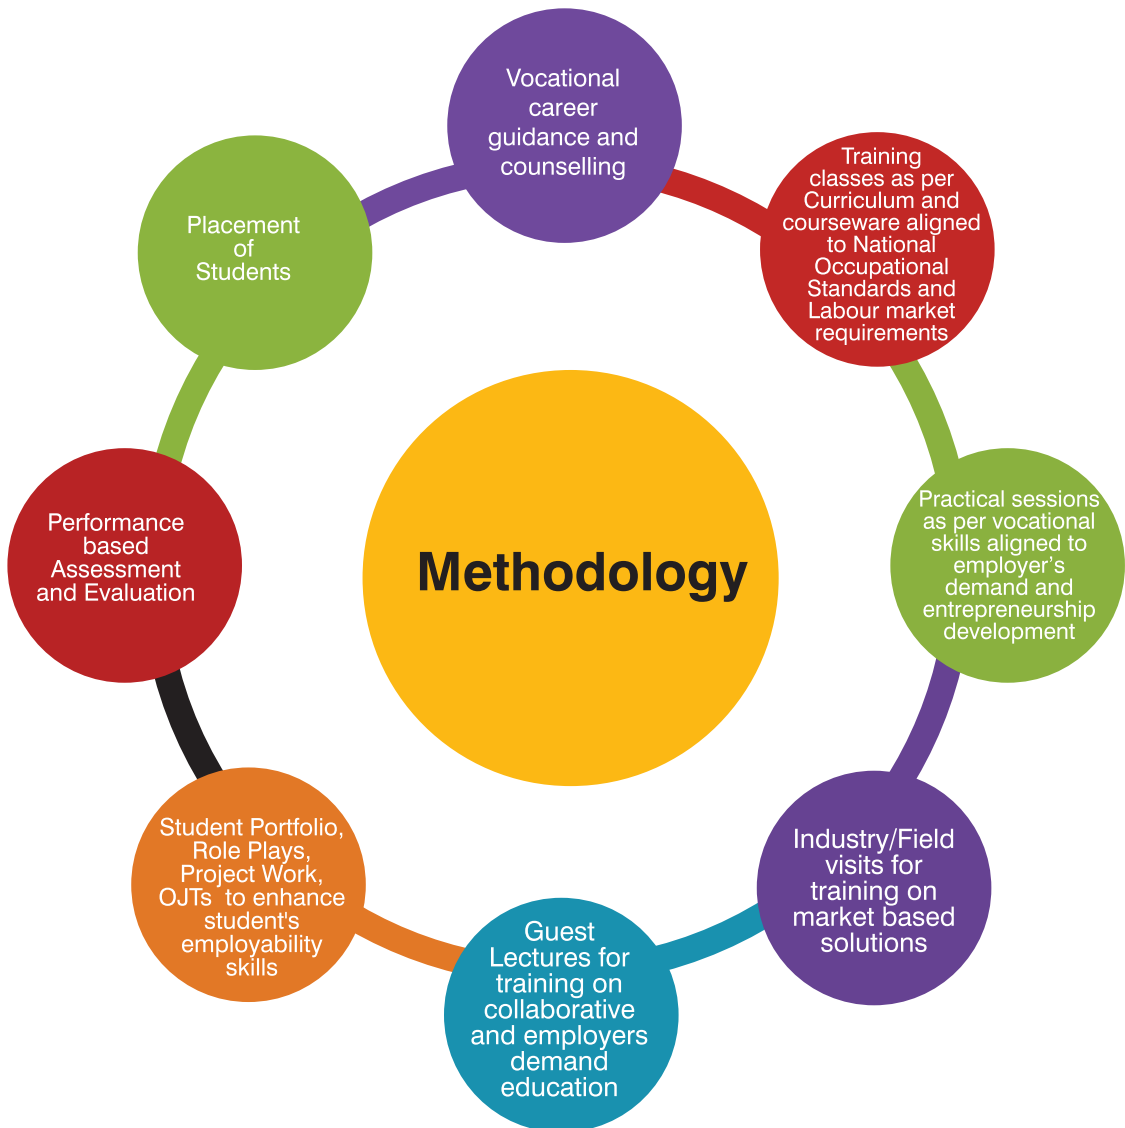 Vocational
career
guidance and
counselling
Training
classes as per
Curriculum and
courseware aligned
to National
Occupational
Standards and
Labour market
requirements
Practical sessions
as per vocational
skills aligned to
employer's
demand and
entrepreneurship
development
Industry/Field
visits for
training on
market based
solutions
Guest
Lectures for
training on
collaborative
and employers
demand
education
Student Portfolio,
Role Plays,
Project Work,
OJTs to enhance
student's
employability
skills
Performance
based
Assessment
and Evaluation
Placement
of
Students
Methodology